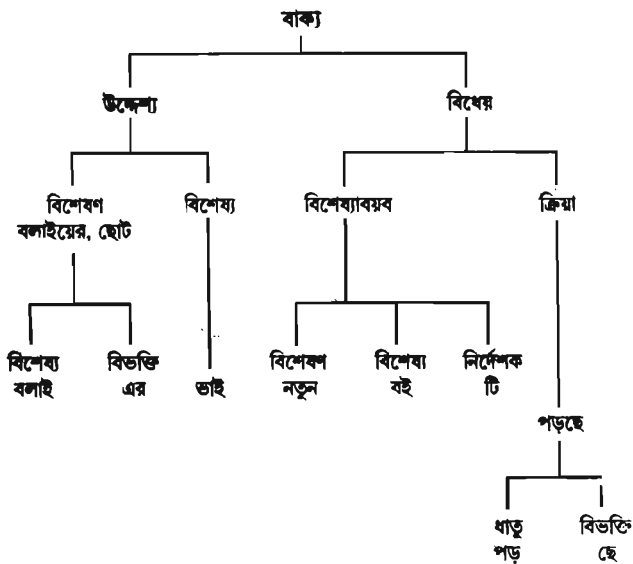 বাক্য
উদ্দেশ্য বিধেয়
বিশেষণ বিশেষ্য বিশেষ্যাবয়ব ক্রিয়া
বলাইয়ের, ছোট
বিশেষ্য বিভক্তি ভাই বিশেষণ বিশেষ্য নির্দেশক
বলাই এর নতুন বই টি
পড়ছে
ধাতু বিভক্তি
পড় ছে